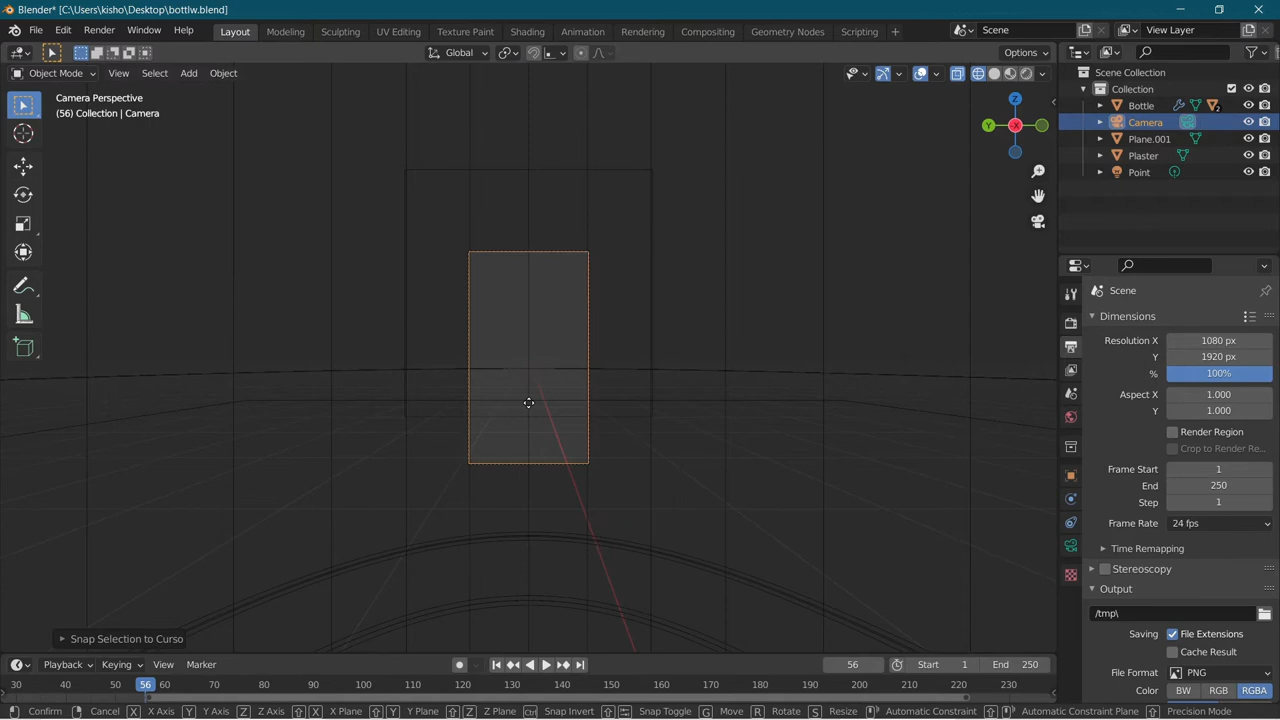 Blender* [C:\Users\kisho\Desktop\bottlw.blend]
File Edit Render Window Help Layout Modeling Sculpting UV Editing Texture Paint Shading Animation Rendering Compositing Geometry Nodes Scripting + Scene View Layer
Global Options
Object Mode View Select Add Object
Camera Perspective
(56) Collection | Camera
Z
Y
-X
Scene Collection
Collection
Bottle 2
Camera
Plane.001
Plaster
Point
Scene
Dimensions
Resolution X 1080 px
Y 1920 px
% 100%
Aspect X 1.000
Y 1.000
Render Region
Crop to Render Re...
Frame Start 1
End 250
Step 1
Frame Rate 24 fps
Time Remapping
Stereoscopy
Output
/tmp\
Saving File Extensions
Cache Result
File Format PNG
Color BW RGB RGBA
Snap Selection to Curso
Playback Keying View Marker 56 Start 1 End 250
30 40 50 56 60 70 80 90 100 110 120 130 140 150 160 170 180 190 200 210 220 230
Confirm Cancel X X Axis Y Y Axis Z Z Axis X X Plane Y Y Plane Z Z Plane Ctrl Snap Invert Snap Toggle G Move R Rotate S Resize Automatic Constraint Automatic Constraint Plane Precision Mode